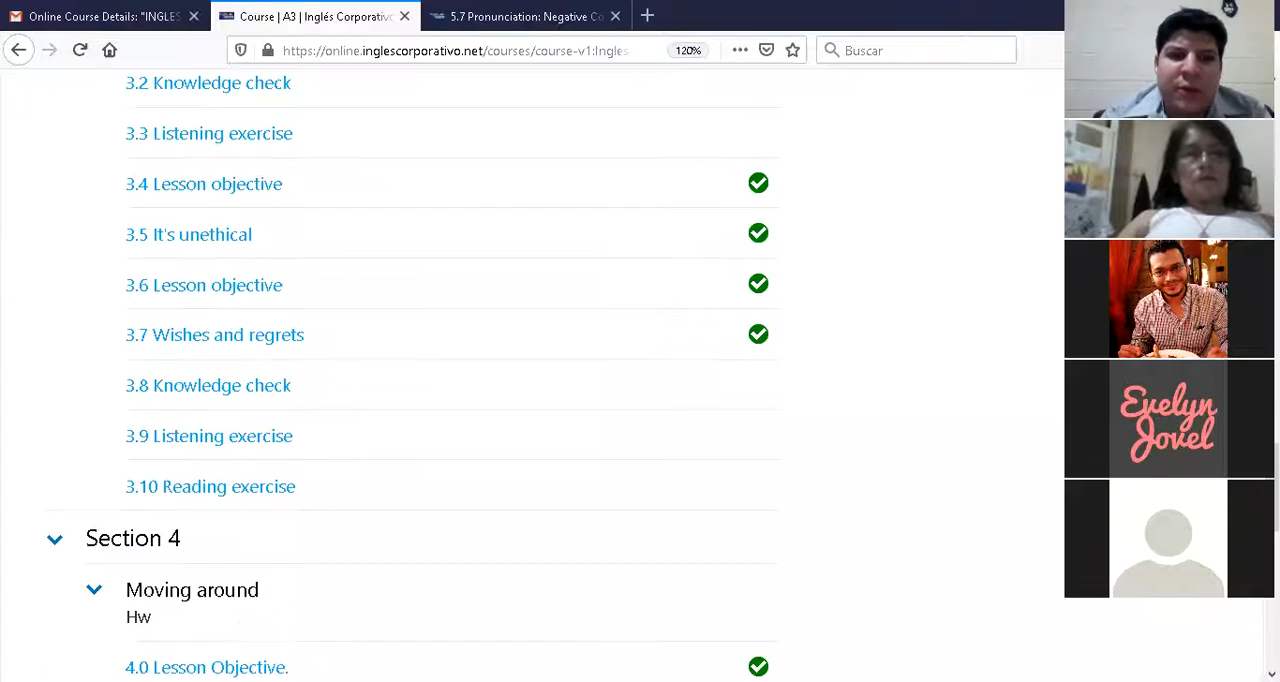 Online Course Details: "INGLES
Course | A3 | Inglés Corporativo
5.7 Pronunciation: Negative Co
https://online.inglescorporativo.net/courses/course-v1:Ingles
120%
Buscar
3.2 Knowledge check
3.3 Listening exercise
3.4 Lesson objective
3.5 It's unethical
3.6 Lesson objective
3.7 Wishes and regrets
3.8 Knowledge check
3.9 Listening exercise
3.10 Reading exercise
Section 4
Moving around
Hw
4.0 Lesson Objective.
Evelyn
Jovel